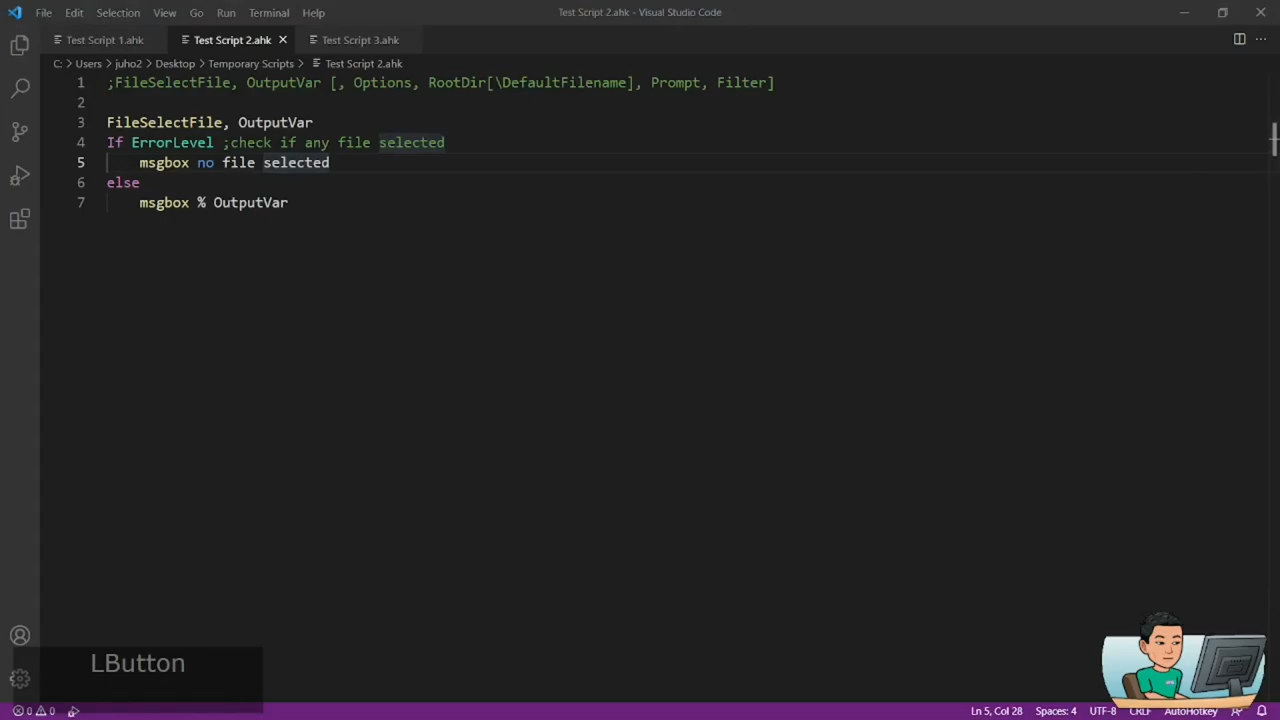 File Edit Selection View Go Run Terminal Help
Test Script 2.ahk - Visual Studio Code
Test Script 1.ahk Test Script 2.ahk Test Script 3.ahk
C: > Users > juho2 > Desktop > Temporary Scripts > Test Script 2.ahk
1 ;FileSelectFile, OutputVar [, Options, RootDir[\DefaultFilename], Prompt, Filter]
2
3 FileSelectFile, OutputVar
4 If ErrorLevel ;check if any file selected
5 msgbox no file selected
6 else
7 msgbox % OutputVar
LButton
0 0
Ln 5, Col 28 Spaces: 4 UTF-8 CRLF AutoHotkey